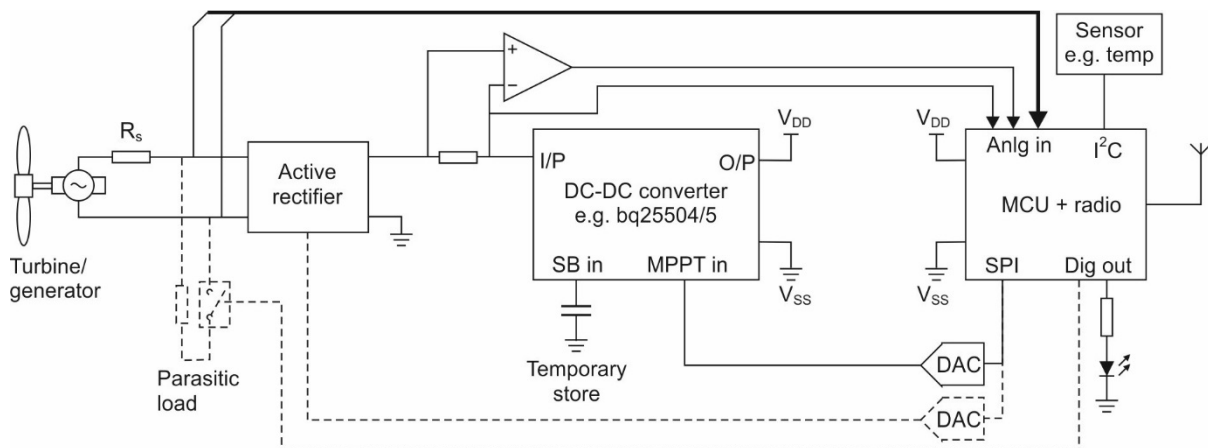 Sensor
e.g. temp
+
−
R_s
V_DD
V_DD
Active
rectifier
I/P
O/P
Anlg in
I²C
DC-DC converter
e.g. bq25504/5
MCU + radio
SB in
MPPT in
SPI
Dig out
Turbine/
generator
V_SS
V_SS
Parasitic
load
Temporary
store
DAC
DAC